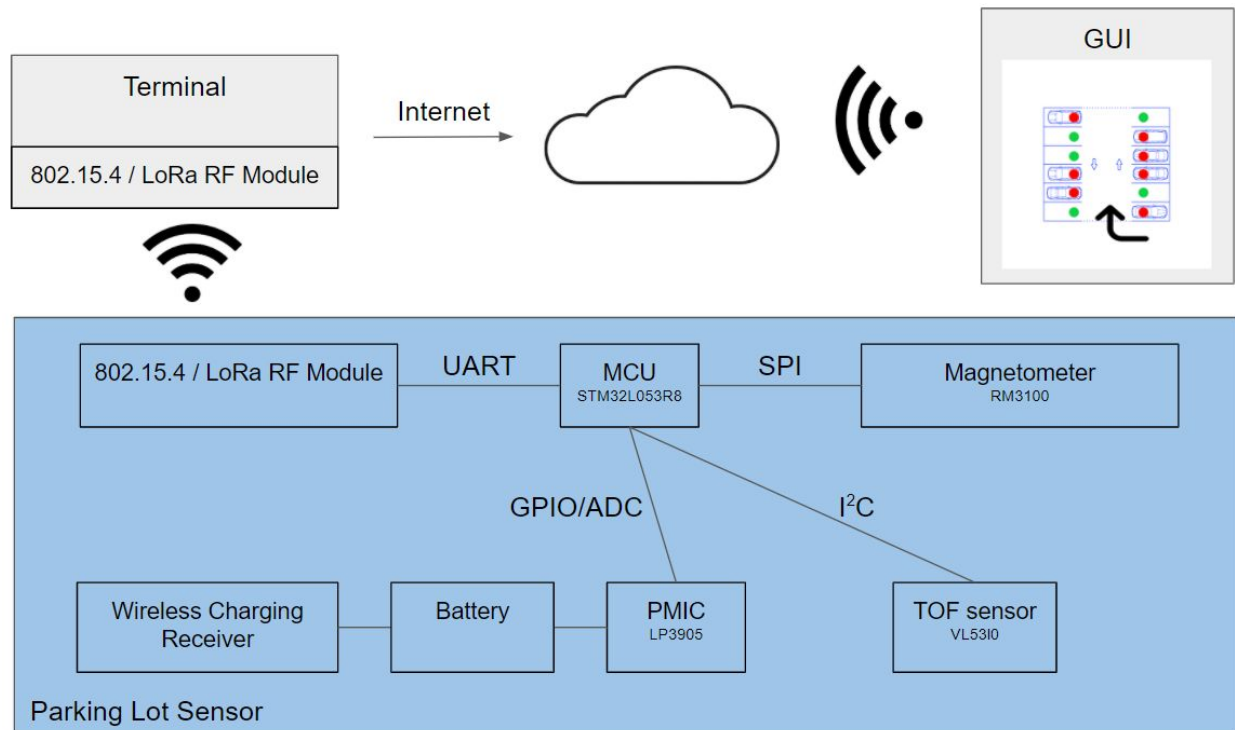 Terminal
802.15.4 / LoRa RF Module
Internet
GUI
802.15.4 / LoRa RF Module
UART
MCU
STM32L053R8
SPI
Magnetometer
RM3100
GPIO/ADC
I²C
Wireless Charging
Receiver
Battery
PMIC
LP3905
TOF sensor
VL53l0
Parking Lot Sensor